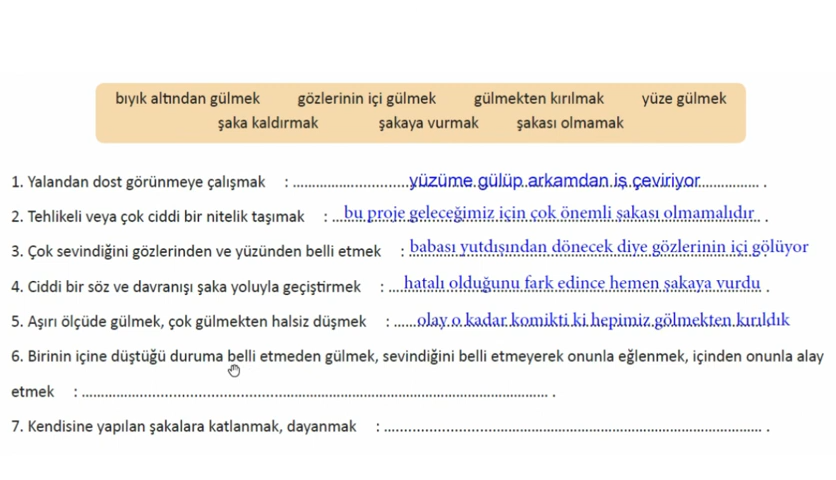 bıyık altından gülmek gözlerinin içi gülmek gülmekten kırılmak yüze gülmek
şaka kaldırmak şakaya vurmak şakası olmamak
1. Yalandan dost görünmeye çalışmak : ..............................yüzüme gülüp arkamdan iş çeviriyor................ .
2. Tehlikeli veya çok ciddi bir nitelik taşımak : ...bu proje geleceğimiz için çok önemli şakası olmamalıdır.. .
3. Çok sevindiğini gözlerinden ve yüzünden belli etmek : babası yutdışından dönecek diye gözlerinin içi gölüyor
4. Ciddi bir söz ve davranışı şaka yoluyla geçiştirmek : ....hatalı olduğunu fark edince hemen şakaya vurdu .
5. Aşırı ölçüde gülmek, çok gülmekten halsiz düşmek : ......olay o kadar komikti ki hepimiz gölmekten kırıldık
6. Birinin içine düştüğü duruma belli etmeden gülmek, sevindiğini belli etmeyerek onunla eğlenmek, içinden onunla alay
etmek : ........................................................................................................................ .
7. Kendisine yapılan şakalara katlanmak, dayanmak : ................................................................................................ .